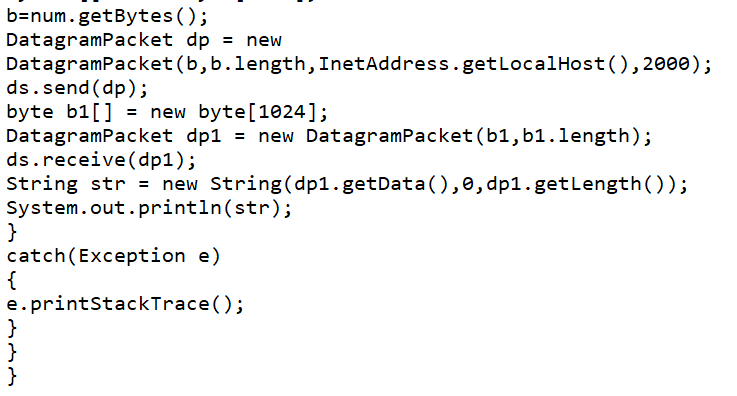 b=num.getBytes();
DatagramPacket dp = new
DatagramPacket(b,b.length,InetAddress.getLocalHost(),2000);
ds.send(dp);
byte b1[] = new byte[1024];
DatagramPacket dp1 = new DatagramPacket(b1,b1.length);
ds.receive(dp1);
String str = new String(dp1.getData(),0,dp1.getLength());
System.out.println(str);
}
catch(Exception e)
{
e.printStackTrace();
}
}
}